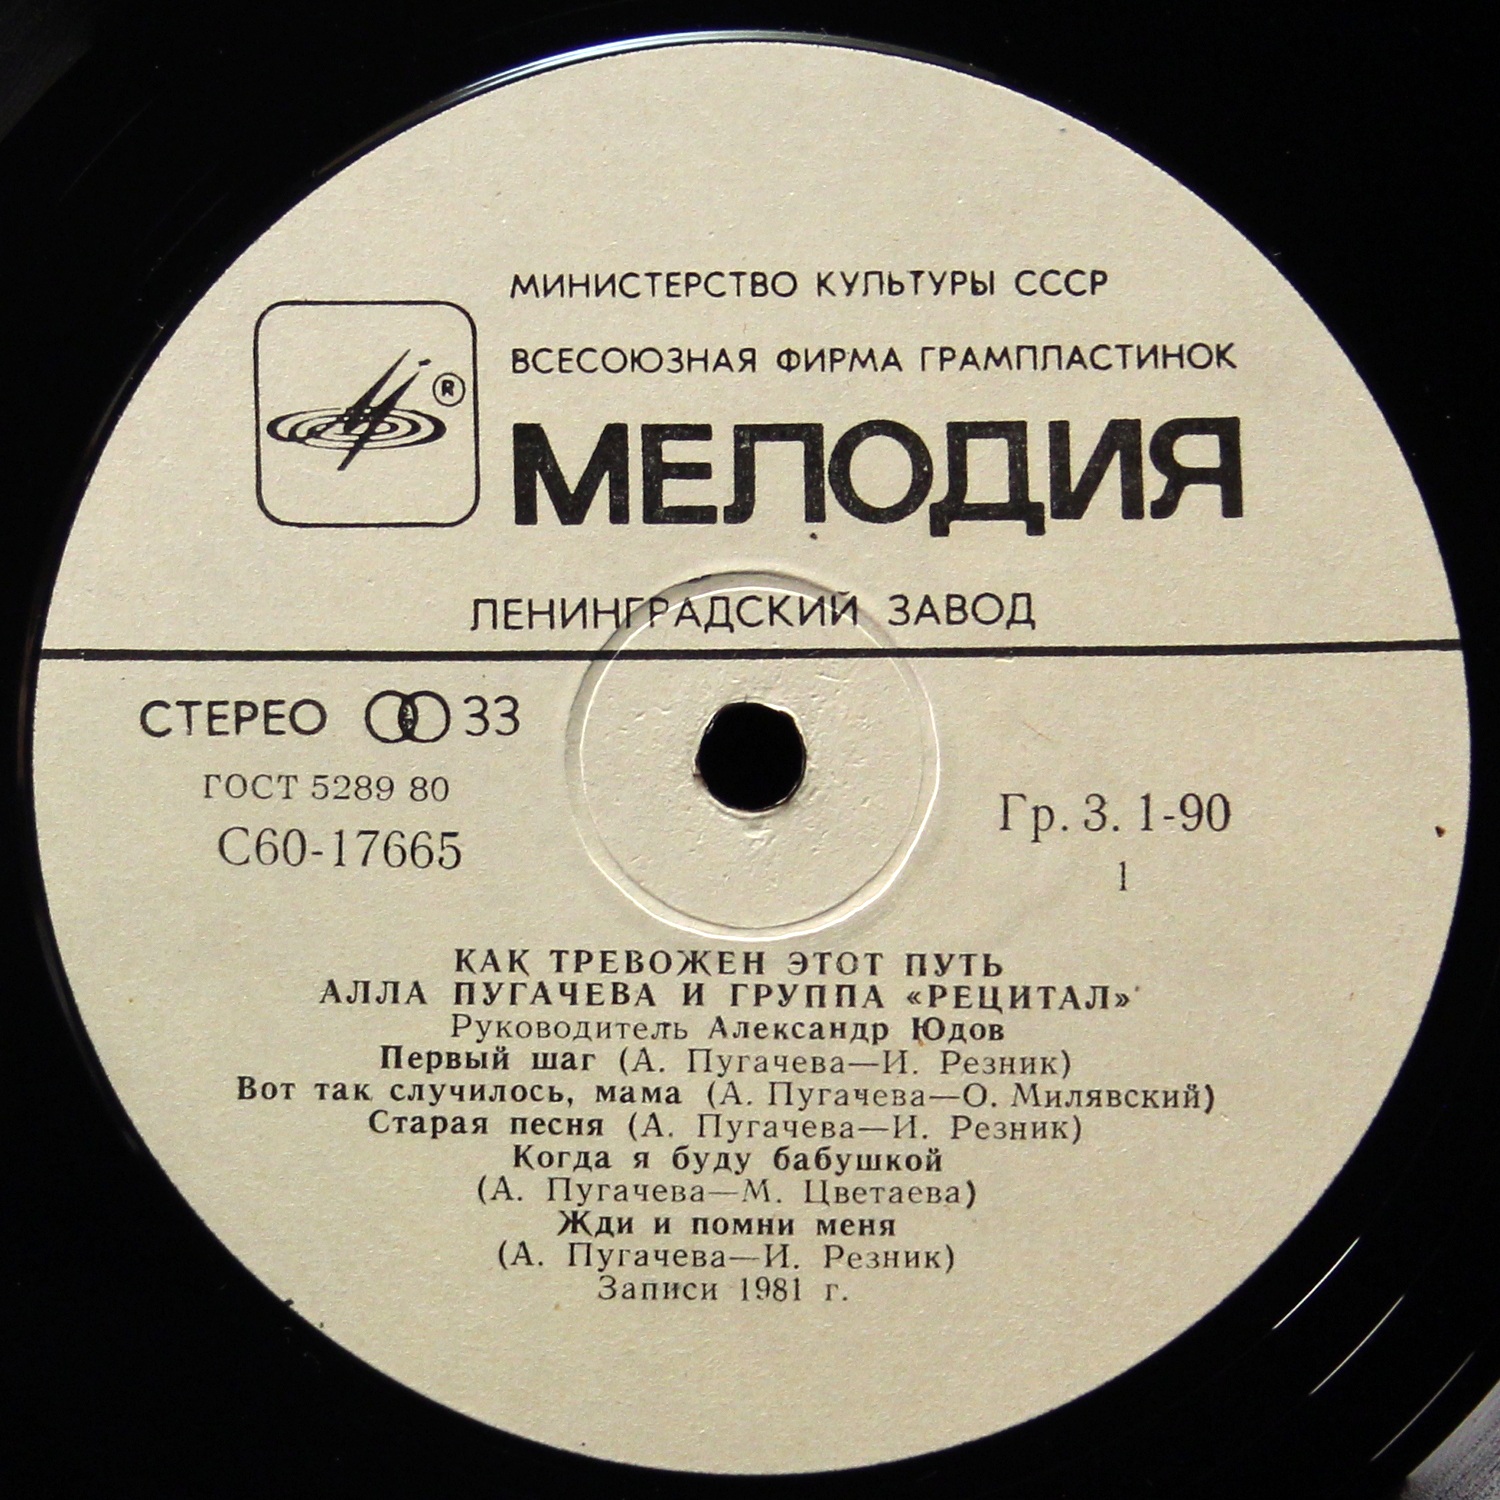 МИНИСТЕРСТВО КУЛЬТУРЫ СССР
ВСЕСОЮЗНАЯ ФИРМА ГРАМПЛАСТИНОК
®
МЕЛОДИЯ
ЛЕНИНГРАДСКИЙ ЗАВОД
СТЕРЕО 33
ГОСТ 5289 80
С60-17665
Гр. 3. 1-90
1
КАК ТРЕВОЖЕН ЭТОТ ПУТЬ
АЛЛА ПУГАЧЕВА И ГРУППА «РЕЦИТАЛ»
Руководитель Александр Юдов
Первый шаг (А. Пугачева—И. Резник)
Вот так случилось, мама (А. Пугачева—О. Милявский)
Старая песня (А. Пугачева—И. Резник)
Когда я буду бабушкой
(А. Пугачева—М. Цветаева)
Жди и помни меня
(А. Пугачева—И. Резник)
Записи 1981 г.